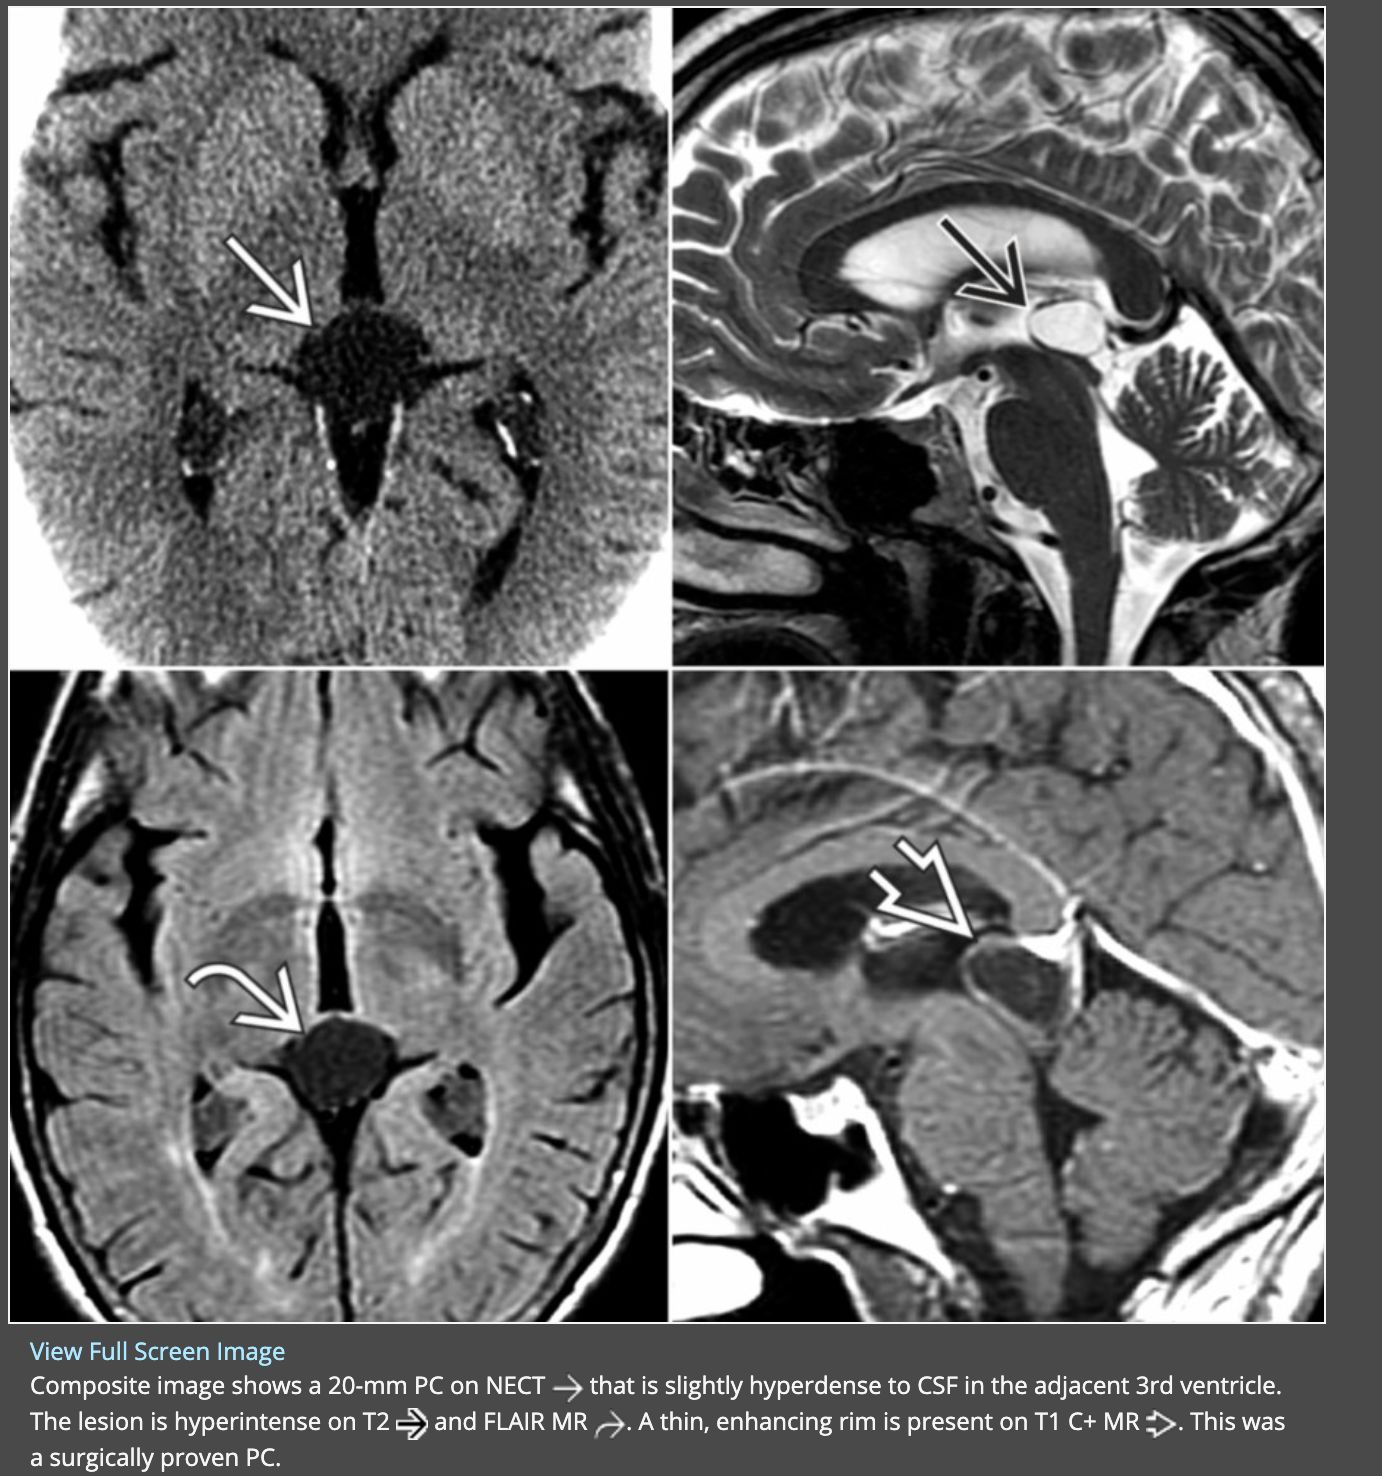 View Full Screen Image
Composite image shows a 20-mm PC on NECT → that is slightly hyperdense to CSF in the adjacent 3rd ventricle.
The lesion is hyperintense on T2 and FLAIR MR . A thin, enhancing rim is present on T1 C+ MR . This was
a surgically proven PC.